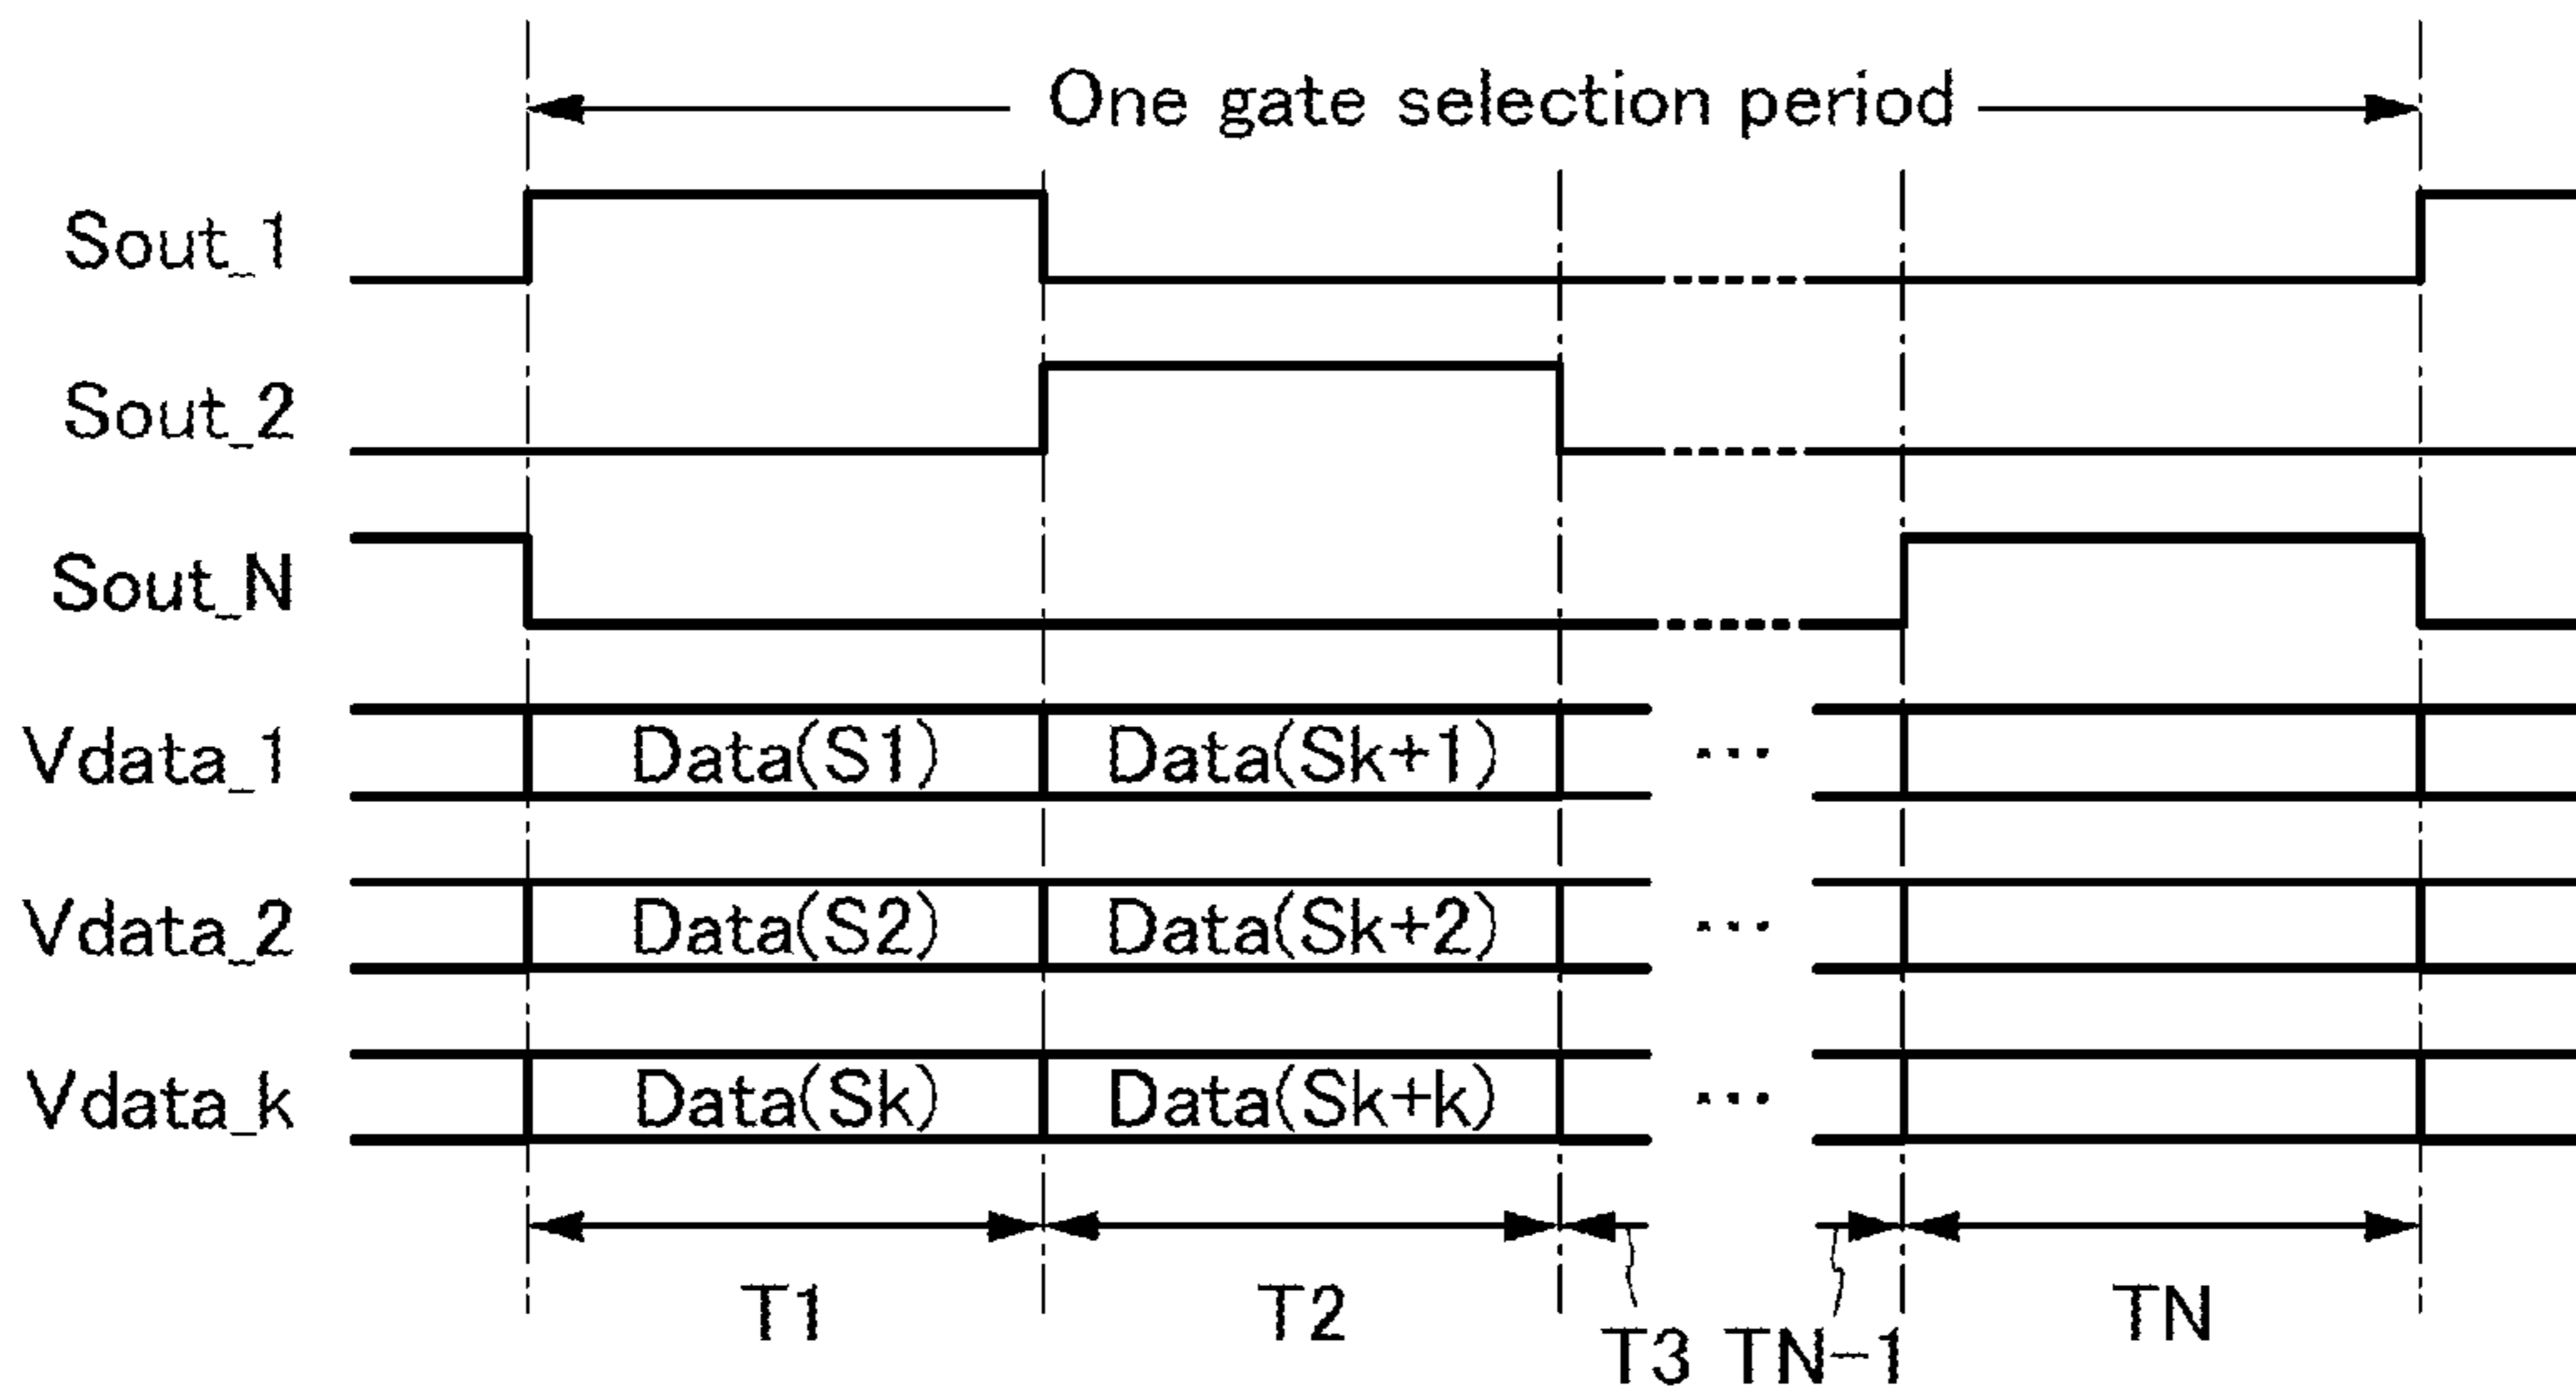 One gate selection period
Sout_1
Sout_2
Sout_N
Vdata_1 Data(S1) Data(Sk+1) ...
Vdata_2 Data(S2) Data(Sk+2) ...
Vdata_k Data(Sk) Data(Sk+k) ...
T1 T2 T3 TN-1 TN